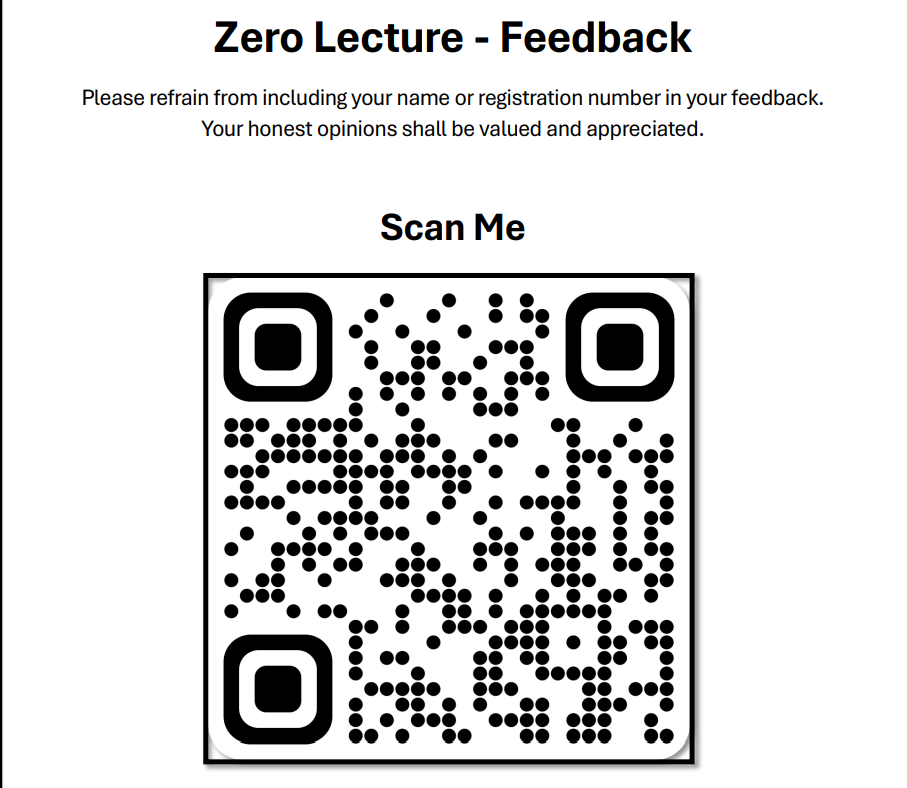 Zero Lecture - Feedback
Please refrain from including your name or registration number in your feedback.
Your honest opinions shall be valued and appreciated.
Scan Me